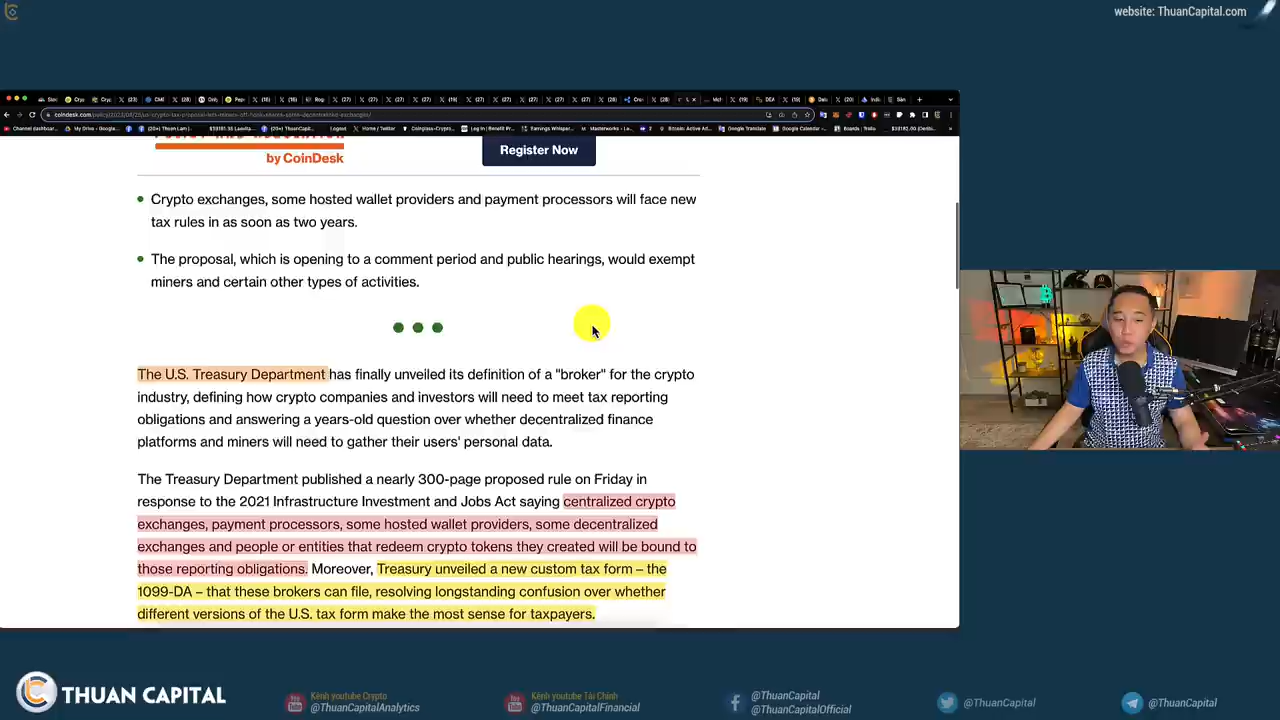 website: ThuanCapital.com
by CoinDesk
Register Now
Crypto exchanges, some hosted wallet providers and payment processors will face new
tax rules in as soon as two years.
The proposal, which is opening to a comment period and public hearings, would exempt
miners and certain other types of activities.
The U.S. Treasury Department has finally unveiled its definition of a "broker" for the crypto
industry, defining how crypto companies and investors will need to meet tax reporting
obligations and answering a years-old question over whether decentralized finance
platforms and miners will need to gather their users' personal data.
The Treasury Department published a nearly 300-page proposed rule on Friday in
response to the 2021 Infrastructure Investment and Jobs Act saying centralized crypto
exchanges, payment processors, some hosted wallet providers, some decentralized
exchanges and people or entities that redeem crypto tokens they created will be bound to
those reporting obligations. Moreover, Treasury unveiled a new custom tax form – the
1099-DA – that these brokers can file, resolving longstanding confusion over whether
different versions of the U.S. tax form make the most sense for taxpayers.
THUAN CAPITAL
Kênh youtube Crypto
@ThuanCapitalAnalytics
Kênh youtube Tài Chính
@ThuanCapitalFinancial
@ThuanCapital
@ThuanCapitalOfficial
@ThuanCapital
@ThuanCapital